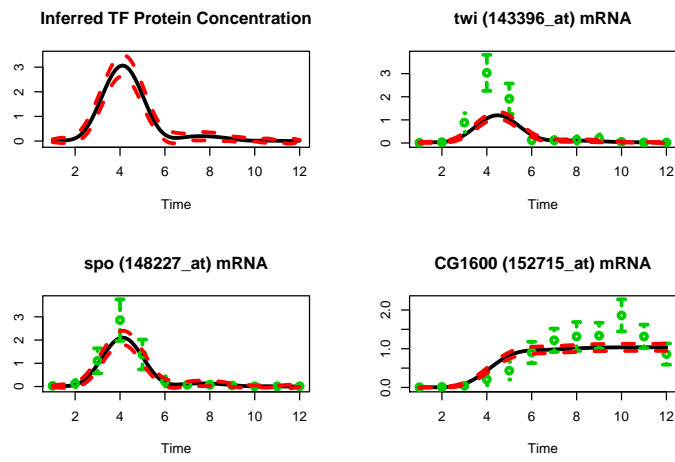 Inferred TF Protein Concentration
3
2
1
0
2 4 6 8 10 12
Time
twi (143396_at) mRNA
3
2
1
0
2 4 6 8 10 12
Time
spo (148227_at) mRNA
3
2
1
0
2 4 6 8 10 12
Time
CG1600 (152715_at) mRNA
2.0
1.0
0.0
2 4 6 8 10 12
Time